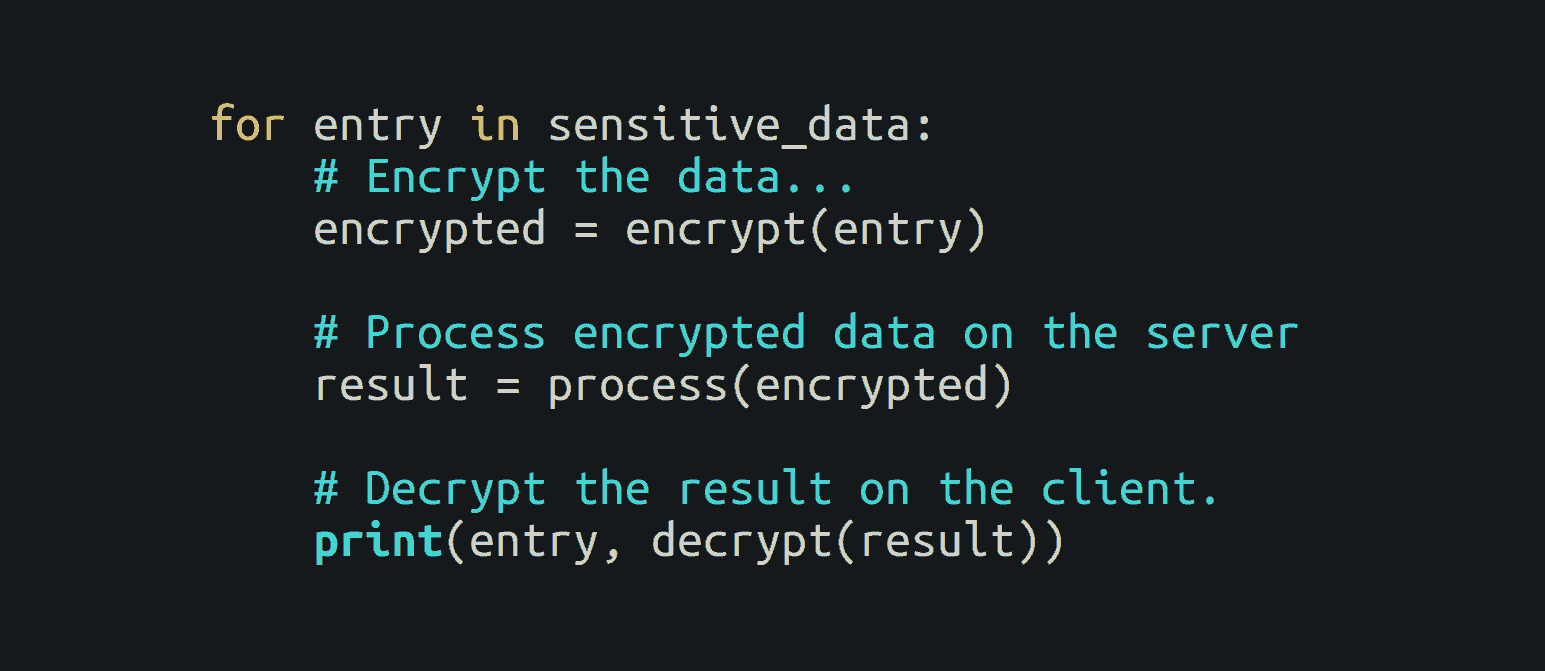 for entry in sensitive_data:
    # Encrypt the data...
    encrypted = encrypt(entry)

    # Process encrypted data on the server
    result = process(encrypted)

    # Decrypt the result on the client.
    print(entry, decrypt(result))